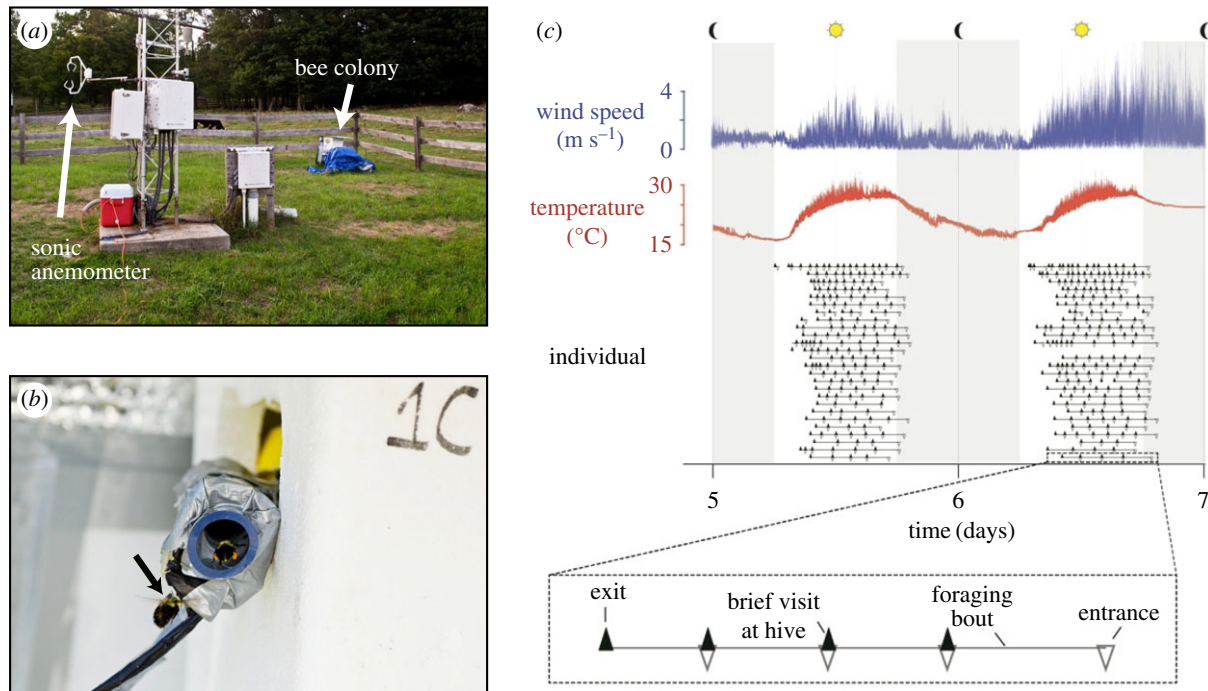 (a)
bee colony
sonic
anemometer
(b)
1C
(c)
wind speed
(m s⁻¹)
4
0
temperature
(°C)
30
15
individual
5
6
7
time (days)
exit
brief visit
at hive
foraging
bout
entrance